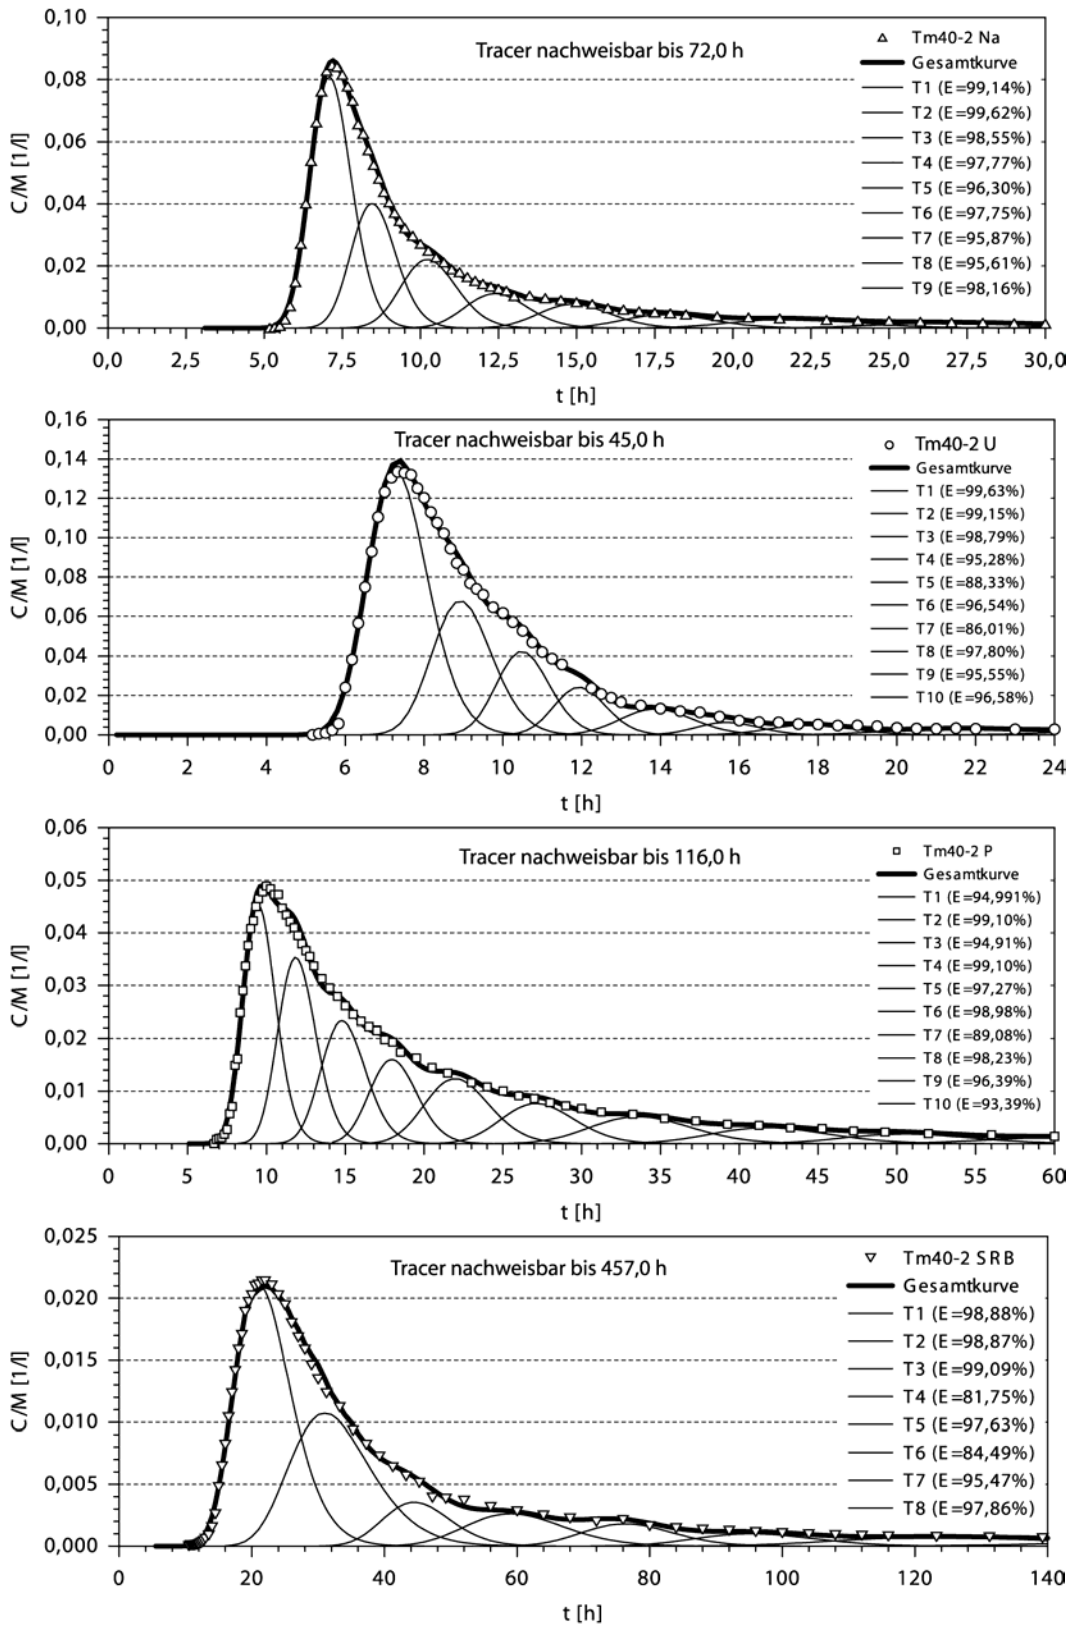 0,10
0,08
0,06
0,04
0,02
0,00
C/M [1/l]
Tracer nachweisbar bis 72,0 h
Tm40-2 Na
Gesamtkurve
T1 (E=99,14%)
T2 (E=99,62%)
T3 (E=98,55%)
T4 (E=97,77%)
T5 (E=96,30%)
T6 (E=97,75%)
T7 (E=95,87%)
T8 (E=95,61%)
T9 (E=98,16%)
0,0 2,5 5,0 7,5 10,0 12,5 15,0 17,5 20,0 22,5 25,0 27,5 30,0
t [h]
0,16
0,14
0,12
0,10
0,08
0,06
0,04
0,02
0,00
C/M [1/l]
Tracer nachweisbar bis 45,0 h
Tm40-2 U
Gesamtkurve
T1 (E=99,63%)
T2 (E=99,15%)
T3 (E=98,79%)
T4 (E=95,28%)
T5 (E=88,33%)
T6 (E=96,54%)
T7 (E=86,01%)
T8 (E=97,80%)
T9 (E=95,55%)
T10 (E=96,58%)
0 2 4 6 8 10 12 14 16 18 20 22 24
t [h]
0,06
0,05
0,04
0,03
0,02
0,01
0,00
C/M [1/l]
Tracer nachweisbar bis 116,0 h
Tm40-2 P
Gesamtkurve
T1 (E=94,991%)
T2 (E=99,10%)
T3 (E=94,91%)
T4 (E=99,10%)
T5 (E=97,27%)
T6 (E=98,98%)
T7 (E=89,08%)
T8 (E=98,23%)
T9 (E=96,39%)
T10 (E=93,39%)
0 5 10 15 20 25 30 35 40 45 50 55 60
t [h]
0,025
0,020
0,015
0,010
0,005
0,000
C/M [1/l]
Tracer nachweisbar bis 457,0 h
Tm40-2 SRB
Gesamtkurve
T1 (E=98,88%)
T2 (E=98,87%)
T3 (E=99,09%)
T4 (E=81,75%)
T5 (E=97,63%)
T6 (E=84,49%)
T7 (E=95,47%)
T8 (E=97,86%)
0 20 40 60 80 100 120 140
t [h]